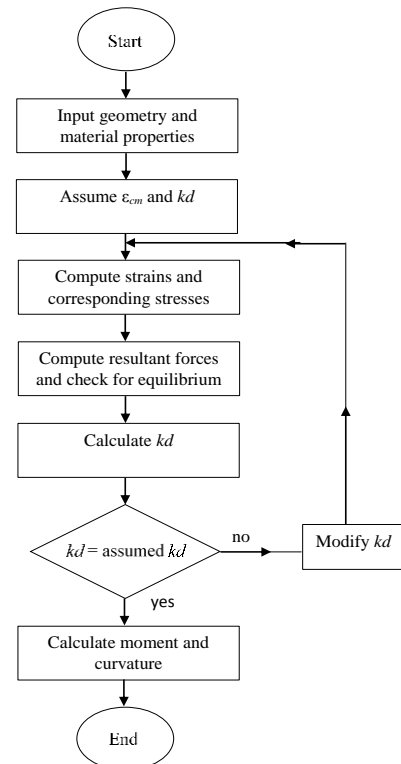 Start
Input geometry and
material properties
Assume εcm and kd
Compute strains and
corresponding stresses
Compute resultant forces
and check for equilibrium
Calculate kd
kd = assumed kd
no
Modify kd
yes
Calculate moment and
curvature
End